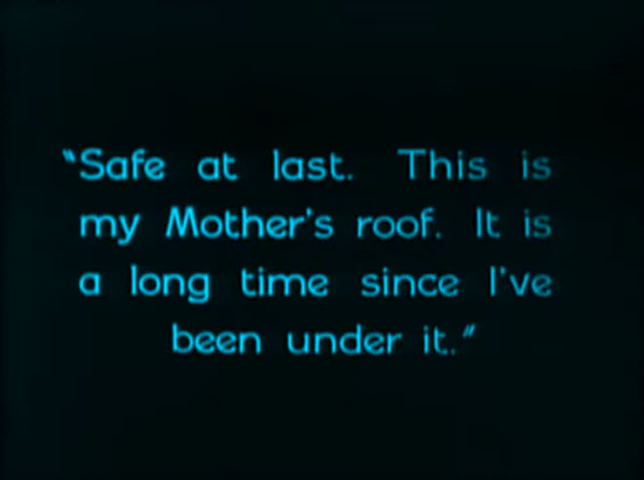 "Safe at last. This is
my Mother's roof. It is
a long time since I've
been under it."